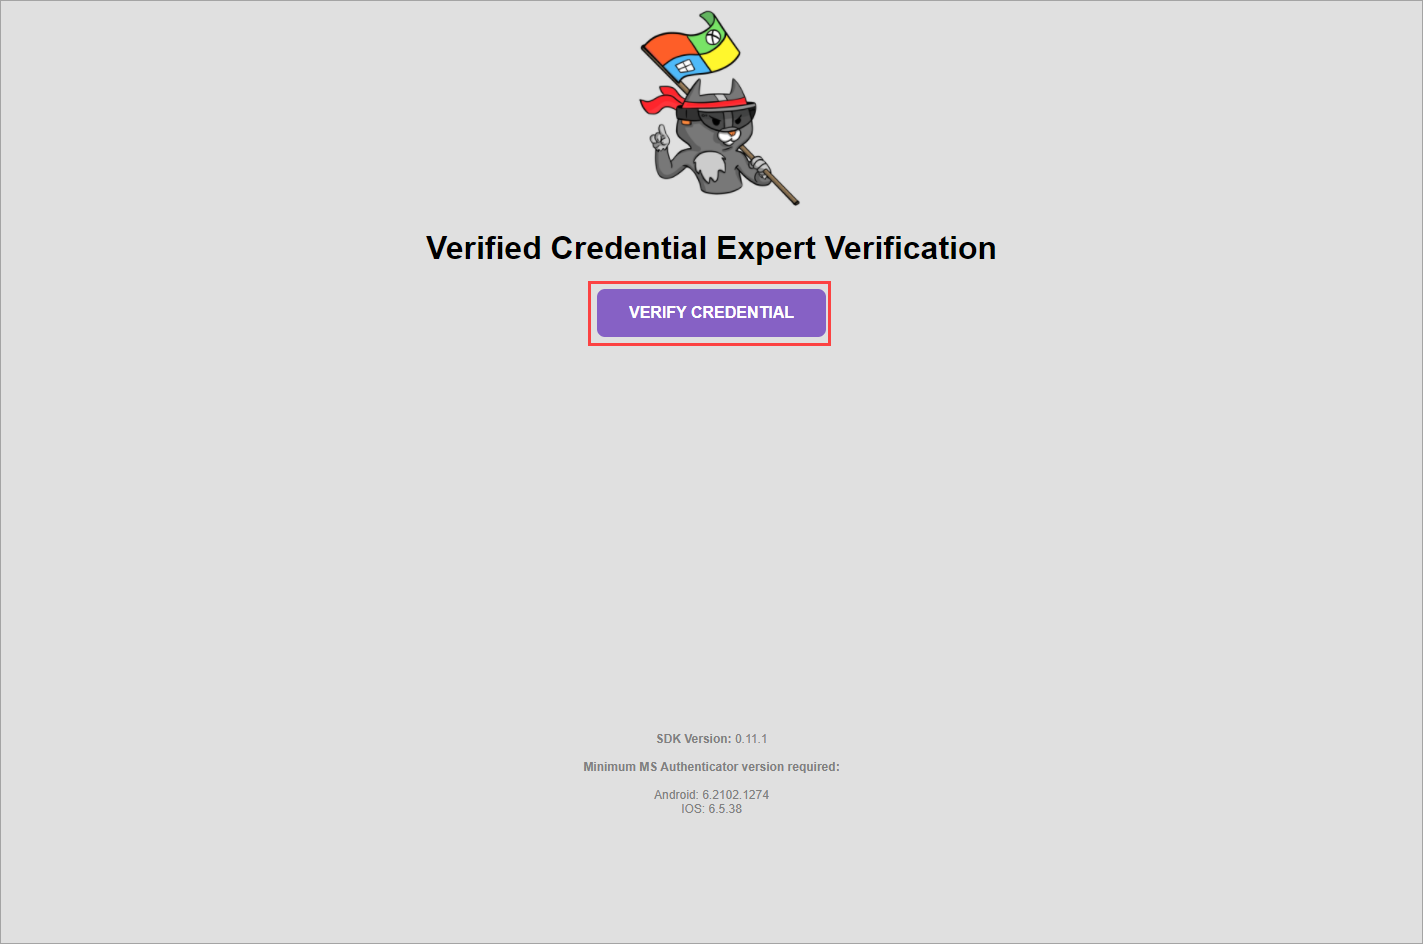 Verified Credential Expert Verification
VERIFY CREDENTIAL
SDK Version: 0.11.1
Minimum MS Authenticator version required:
Android: 6.2102.1274
IOS: 6.5.38